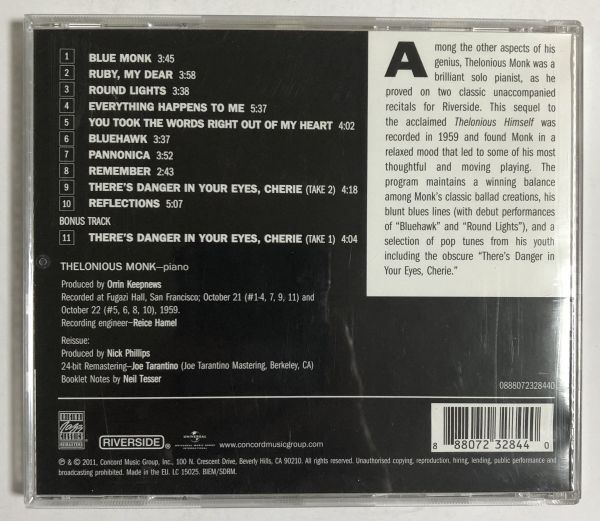 1 BLUE MONK 3:45
2 RUBY, MY DEAR 3:58
3 ROUND LIGHTS 3:38
4 EVERYTHING HAPPENS TO ME 5:37
5 YOU TOOK THE WORDS RIGHT OUT OF MY HEART 4:02
6 BLUEHAWK 3:37
7 PANNONICA 3:52
8 REMEMBER 2:43
9 THERE'S DANGER IN YOUR EYES, CHERIE (TAKE 2) 4:18
10 REFLECTIONS 5:07
BONUS TRACK
11 THERE'S DANGER IN YOUR EYES, CHERIE (TAKE 1) 4:04
THELONIOUS MONK—piano
Produced by Orrin Keepnews
Recorded at Fugazi Hall, San Francisco; October 21 (#1-4, 7, 9, 11) and
October 22 (#5, 6, 8, 10), 1959.
Recording engineer—Reice Hamel
Reissue:
Produced by Nick Phillips
24-bit Remastering—Joe Tarantino (Joe Tarantino Mastering, Berkeley, CA)
Booklet Notes by Neil Tesser
Among the other aspects of his
genius, Thelonious Monk was a
brilliant solo pianist, as he
proved on two classic unaccompanied
recitals for Riverside. This sequel to
the acclaimed Thelonious Himself was
recorded in 1959 and found Monk in a
relaxed mood that led to some of his most
thoughtful and moving playing. The
program maintains a winning balance
among Monk's classic ballad creations, his
blunt blues lines (with debut performances
of "Bluehawk" and "Round Lights"), and a
selection of pop tunes from his youth
including the obscure "There's Danger in
Your Eyes, Cherie."
0888072328440
ORIGINAL
Jazz
CLASSICS
REMASTERS
RIVERSIDE®
UNIVERSAL
UNIVERSAL MUSIC GROUP
INTERNATIONAL
www.concordmusicgroup.com
8 88072 32844 0
℗ & © 2011, Concord Music Group, Inc., 100 N. Crescent Drive, Beverly Hills, CA 90210. All rights reserved. Unauthorised copying, reproduction, hiring, lending, public performance and
broadcasting prohibited. Made in the EU. LC 15025. BIEM/SDRM.